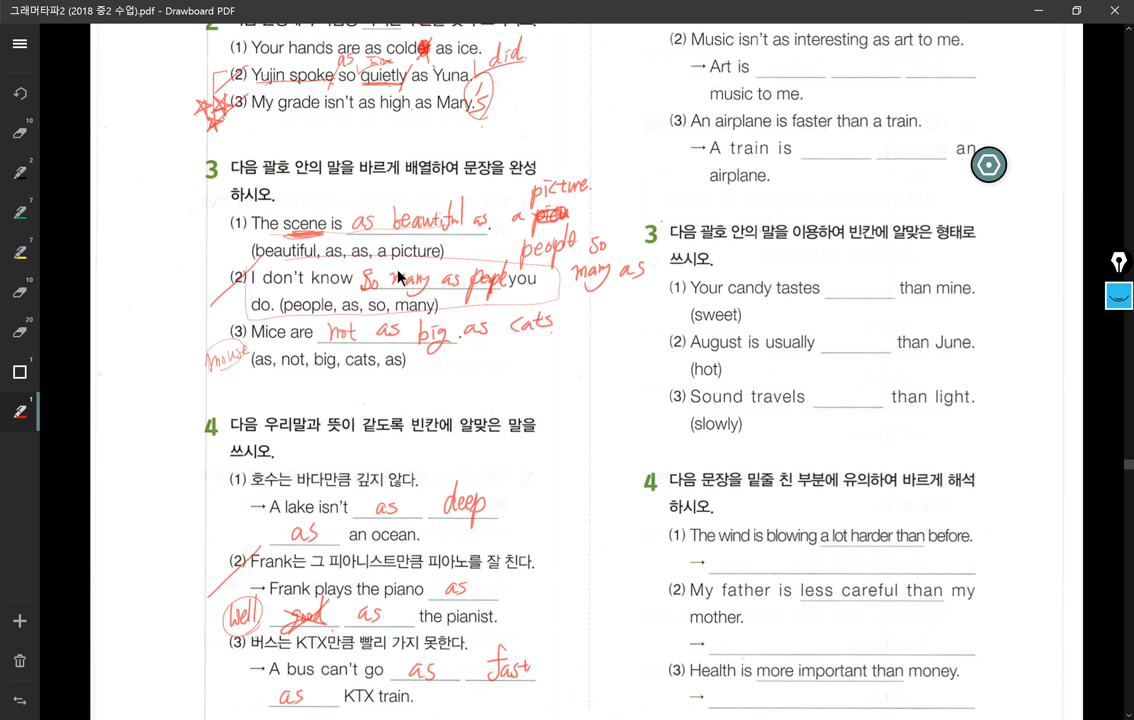 그래머타파2 (2018 중2 수업).pdf - Drawboard PDF
(1) Your hands are as colder as ice.
as
did
(2) Yujin spoke so quietly as Yuna.
(3) My grade isn't as high as Mary.
's
3 다음 괄호 안의 말을 바르게 배열하여 문장을 완성
하시오.
picture.
(1) The scene is as beautiful as . a
(beautiful, as, as, a picture)
people so
many as
(2) I don't know so many as people you
do. (people, as, so, many)
(3) Mice are not as big . as cats
mouse
(as, not, big, cats, as)
4 다음 우리말과 뜻이 같도록 빈칸에 알맞은 말을
쓰시오.
(1) 호수는 바다만큼 깊지 않다.
→ A lake isn't as deep
as an ocean.
(2) Frank는 그 피아니스트만큼 피아노를 잘 친다.
→ Frank plays the piano as
well good as the pianist.
(3) 버스는 KTX만큼 빨리 가지 못한다.
→ A bus can't go as fast
as KTX train.
(2) Music isn't as interesting as art to me.
→ Art is
music to me.
(3) An airplane is faster than a train.
→ A train is an
airplane.
3 다음 괄호 안의 말을 이용하여 빈칸에 알맞은 형태로
쓰시오.
(1) Your candy tastes than mine.
(sweet)
(2) August is usually than June.
(hot)
(3) Sound travels than light.
(slowly)
4 다음 문장을 밑줄 친 부분에 유의하여 바르게 해석
하시오.
(1) The wind is blowing a lot harder than before.
→
(2) My father is less careful than my
mother.
→
(3) Health is more important than money.
→
10
2
7
7
10
20
1
1